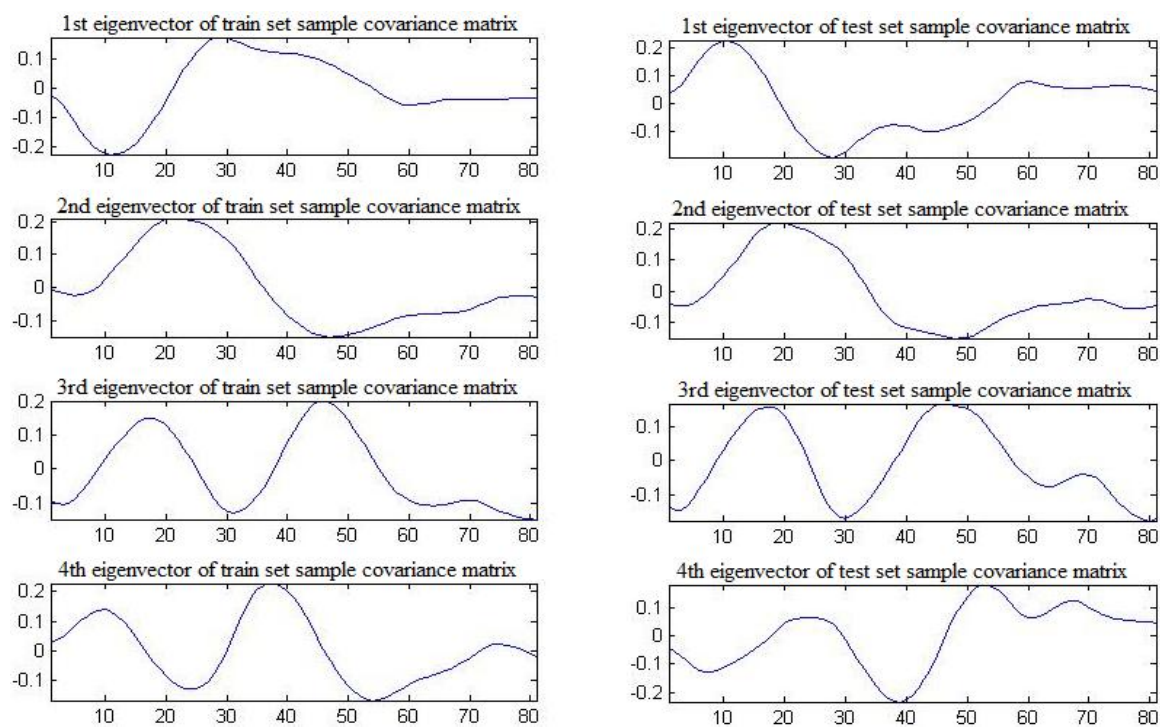 1st eigenvector of train set sample covariance matrix
0.1
0
-0.1
-0.2
10 20 30 40 50 60 70 80
2nd eigenvector of train set sample covariance matrix
0.2
0.1
0
-0.1
10 20 30 40 50 60 70 80
3rd eigenvector of train set sample covariance matrix
0.2
0.1
0
-0.1
10 20 30 40 50 60 70 80
4th eigenvector of train set sample covariance matrix
0.2
0.1
0
-0.1
10 20 30 40 50 60 70 80
1st eigenvector of test set sample covariance matrix
0.2
0.1
0
-0.1
10 20 30 40 50 60 70 80
2nd eigenvector of test set sample covariance matrix
0.2
0.1
0
-0.1
10 20 30 40 50 60 70 80
3rd eigenvector of test set sample covariance matrix
0.1
0
-0.1
10 20 30 40 50 60 70 80
4th eigenvector of test set sample covariance matrix
0.1
0
-0.1
-0.2
10 20 30 40 50 60 70 80